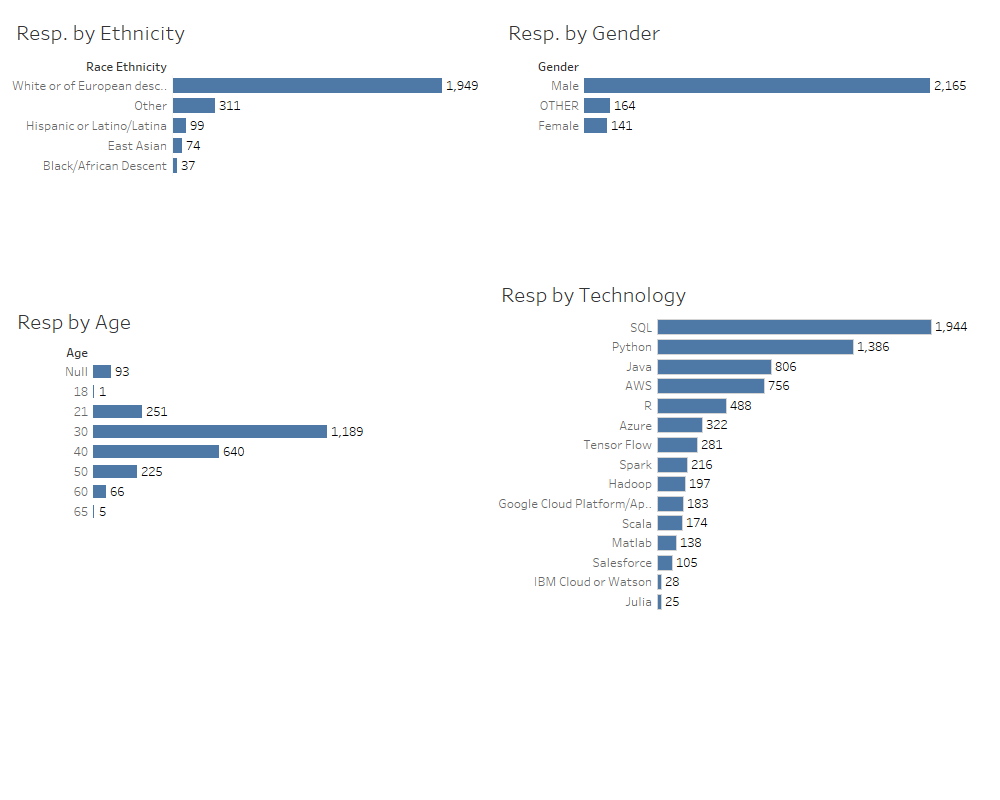 Resp. by Ethnicity
Race Ethnicity
White or of European desc.. 1,949
Other 311
Hispanic or Latino/Latina 99
East Asian 74
Black/African Descent 37
Resp. by Gender
Gender
Male 2,165
OTHER 164
Female 141
Resp by Age
Age
Null 93
18 1
21 251
30 1,189
40 640
50 225
60 66
65 5
Resp by Technology
SQL 1,944
Python 1,386
Java 806
AWS 756
R 488
Azure 322
Tensor Flow 281
Spark 216
Hadoop 197
Google Cloud Platform/Ap.. 183
Scala 174
Matlab 138
Salesforce 105
IBM Cloud or Watson 28
Julia 25